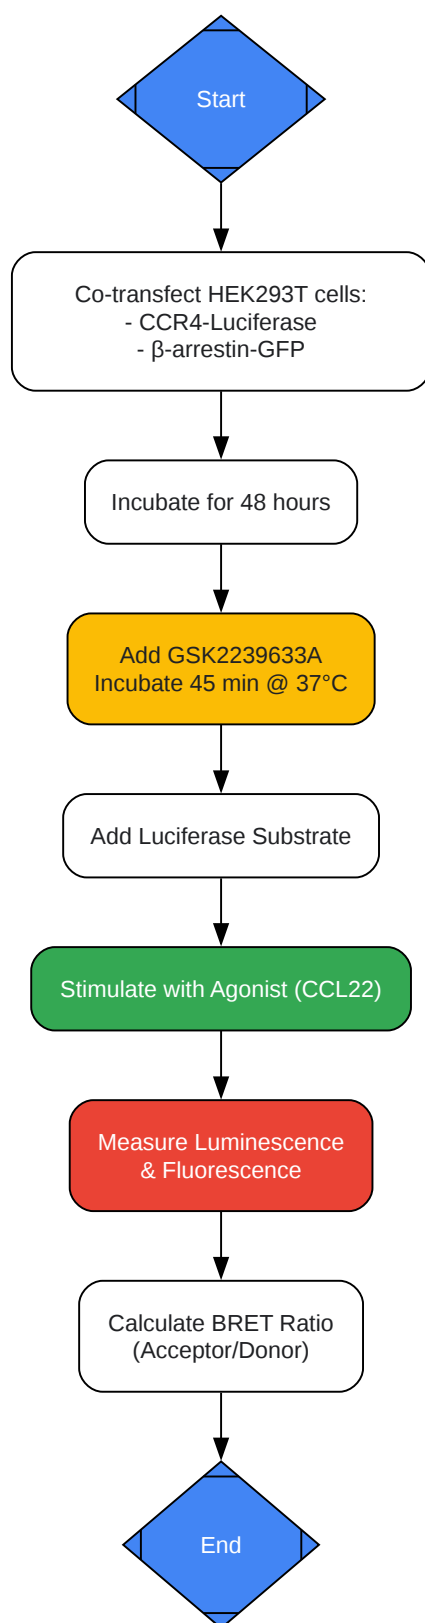 Start
Co-transfect HEK293T cells:
- CCR4-Luciferase
- β-arrestin-GFP
Incubate for 48 hours
Add GSK2239633A
Incubate 45 min @ 37°C
Add Luciferase Substrate
Stimulate with Agonist (CCL22)
Measure Luminescence
& Fluorescence
Calculate BRET Ratio
(Acceptor/Donor)
End